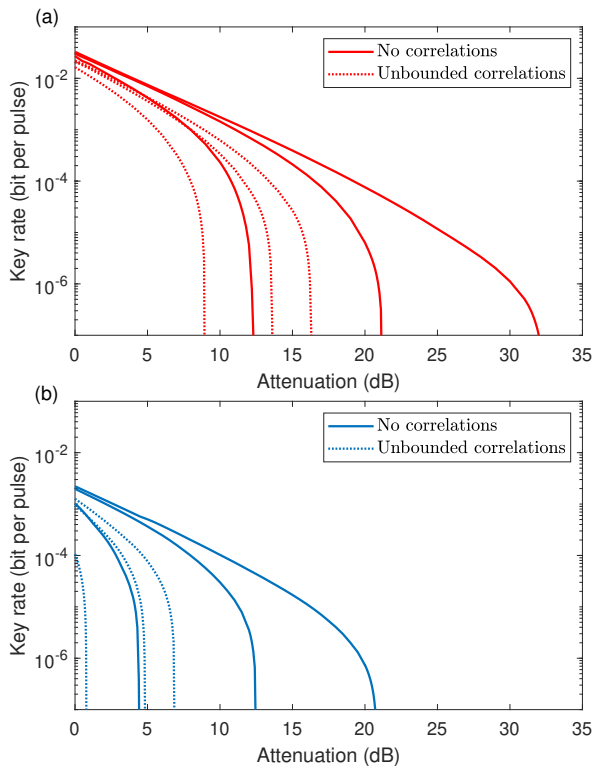 (a)
No correlations
Unbounded correlations
10^-2
10^-4
10^-6
Key rate (bit per pulse)
0 5 10 15 20 25 30 35
Attenuation (dB)
(b)
No correlations
Unbounded correlations
10^-2
10^-4
10^-6
Key rate (bit per pulse)
0 5 10 15 20 25 30 35
Attenuation (dB)